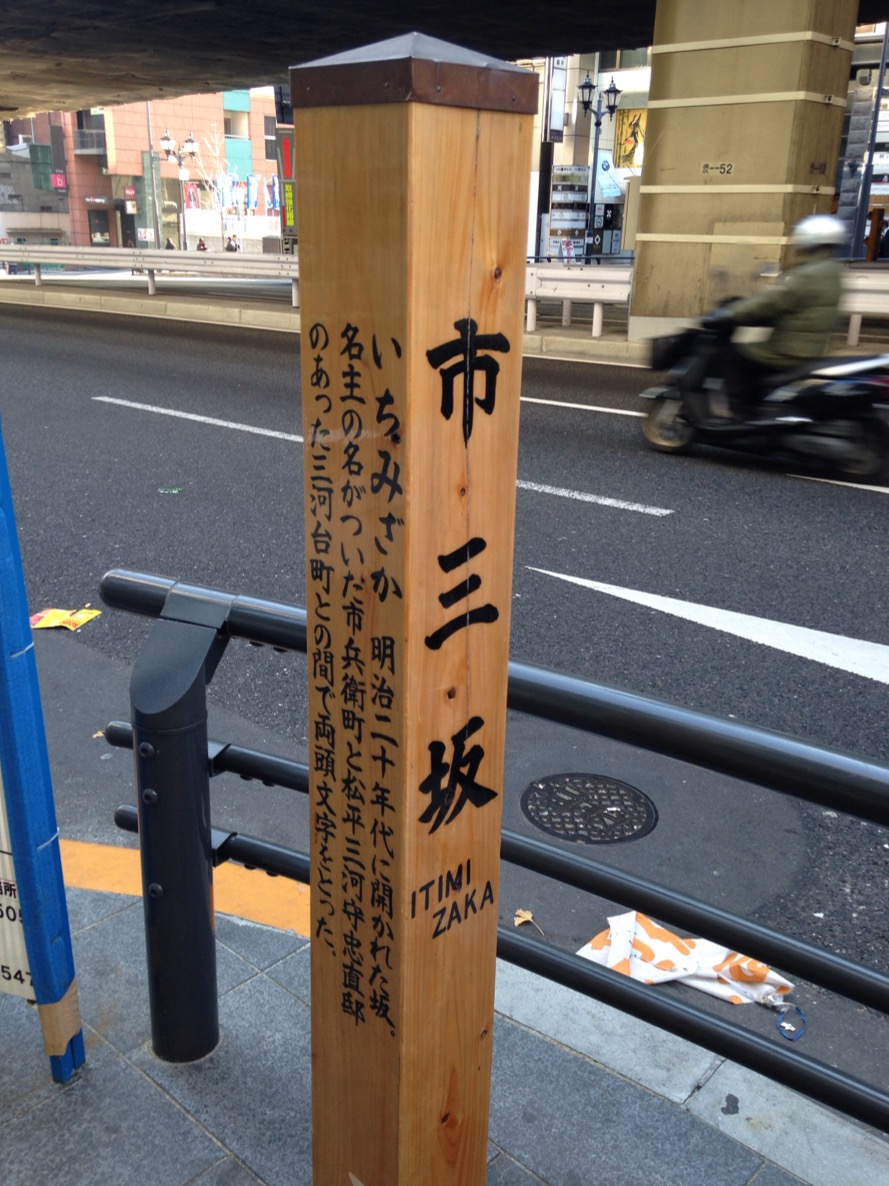 市三坂
ITIMI
ZAKA
いちみざか 明治二十年代に開かれた坂。
名主の名がついた市兵衛町と松平三河守忠直邸
のあった三河台町との間で両頭文字をとった。
渋—52